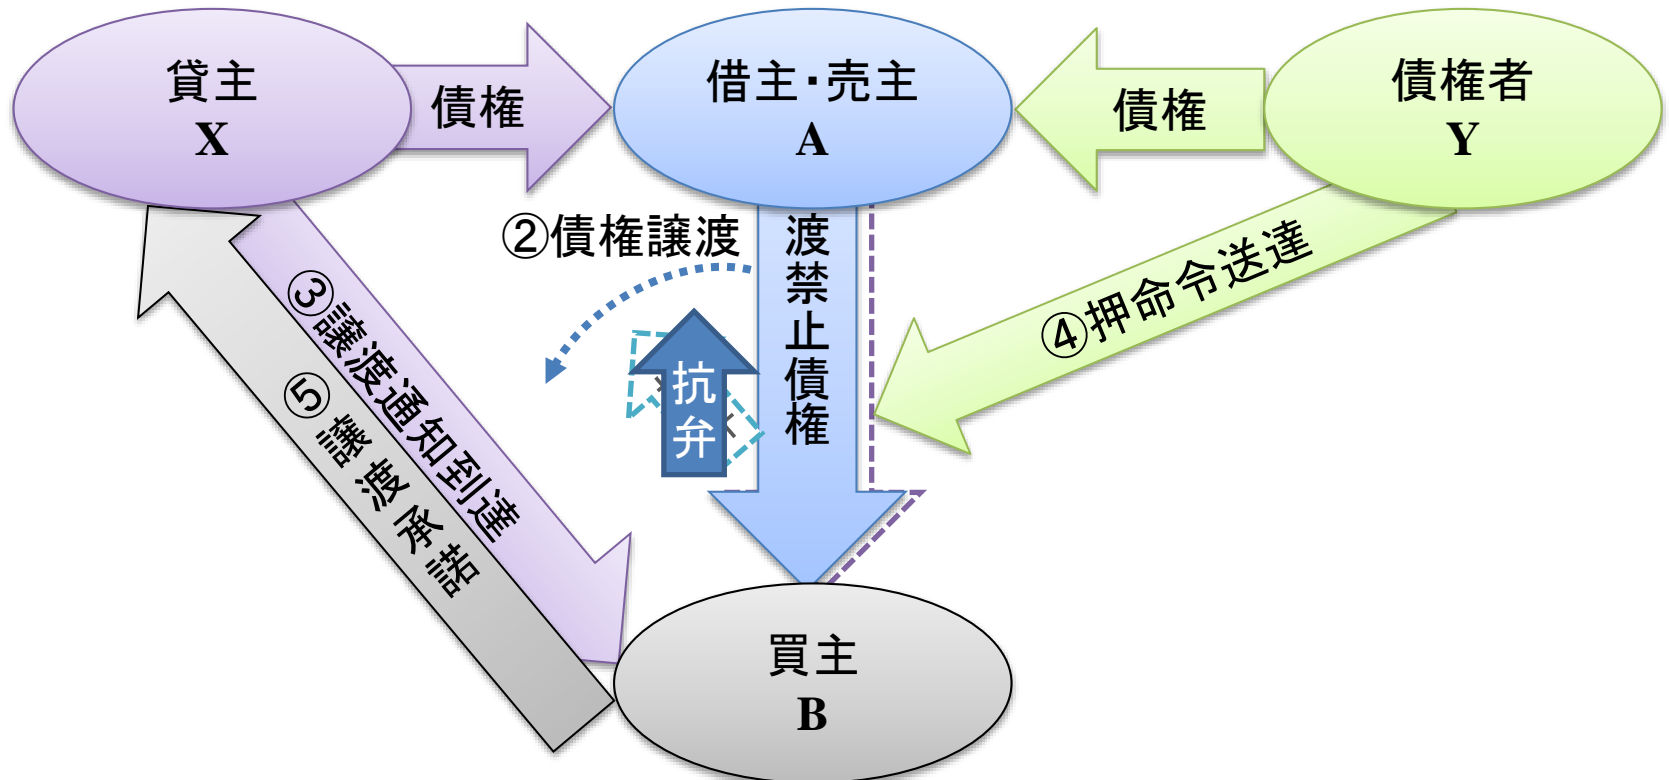 貸主
X
債権
借主・売主
A
債権
債権者
Y
②債権譲渡
渡禁止債権
③譲渡通知到達
④押命令送達
抗弁
⑤譲渡承諾
買主
B